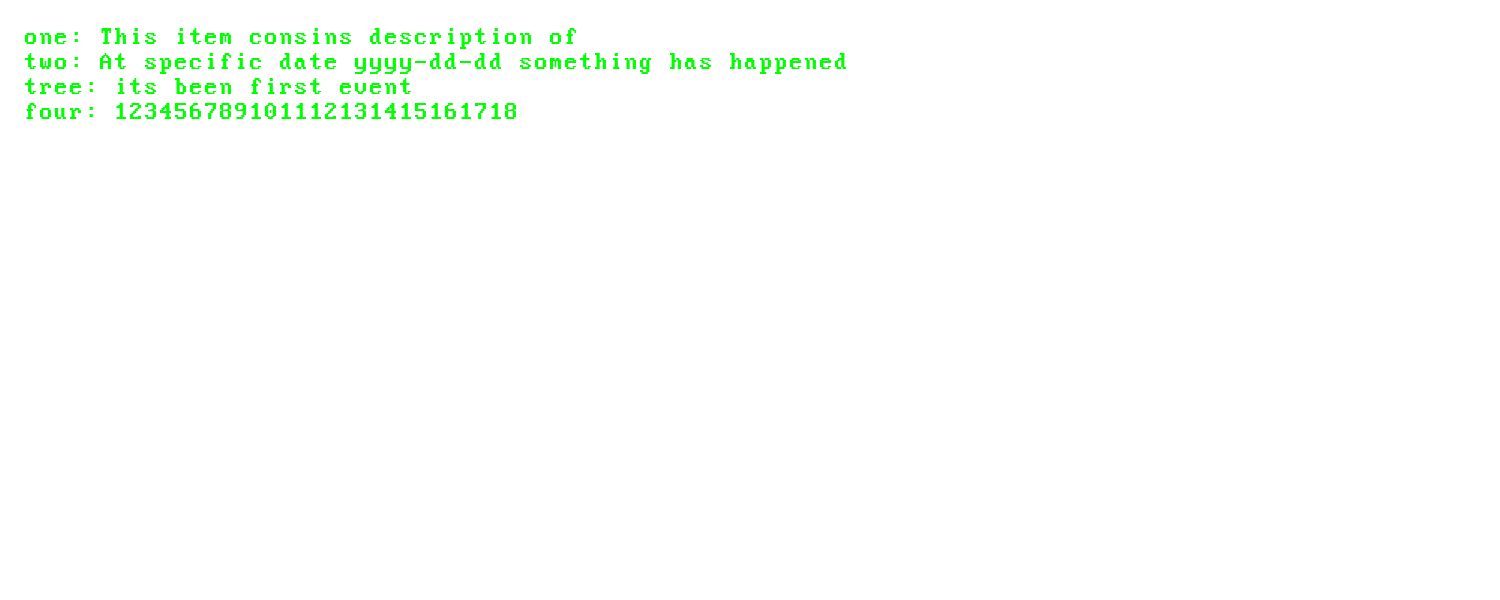 one: This item consins description of
two: At specific date yyyy-dd-dd something has happened
tree: its been first event
four: 123456789101112131415161718